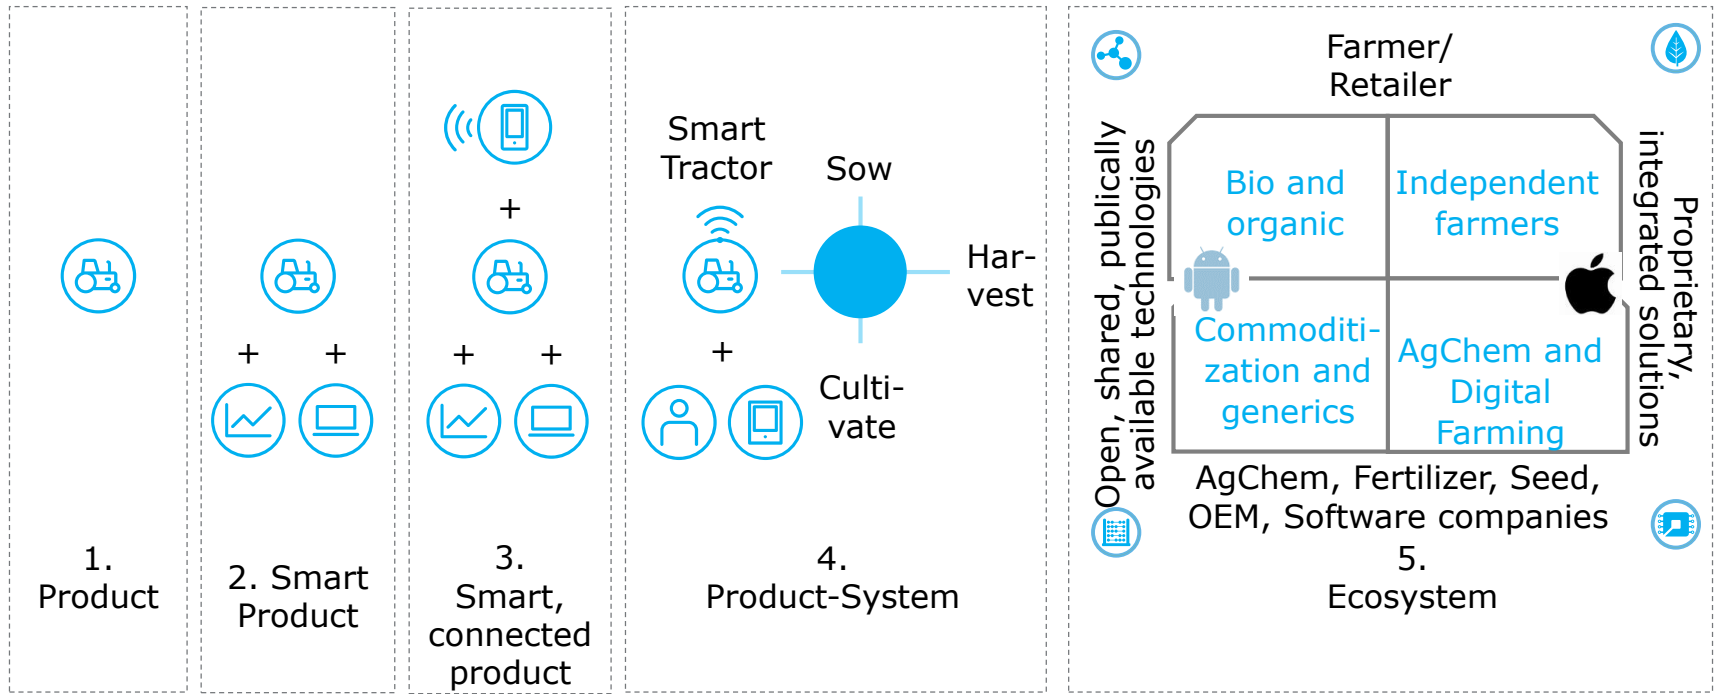 +
+
1.
Product
2. Smart
Product
+
+
+
3.
Smart,
connected
product
Smart
Tractor
+
Sow
Har-
vest
Culti-
vate
4.
Product-System
Farmer/
Retailer
Open, shared, publically
available technologies
Bio and
organic
Independent
farmers
Commoditi-
zation and
generics
AgChem and
Digital
Farming
Proprietary,
integrated solutions
AgChem, Fertilizer, Seed,
OEM, Software companies
5.
Ecosystem